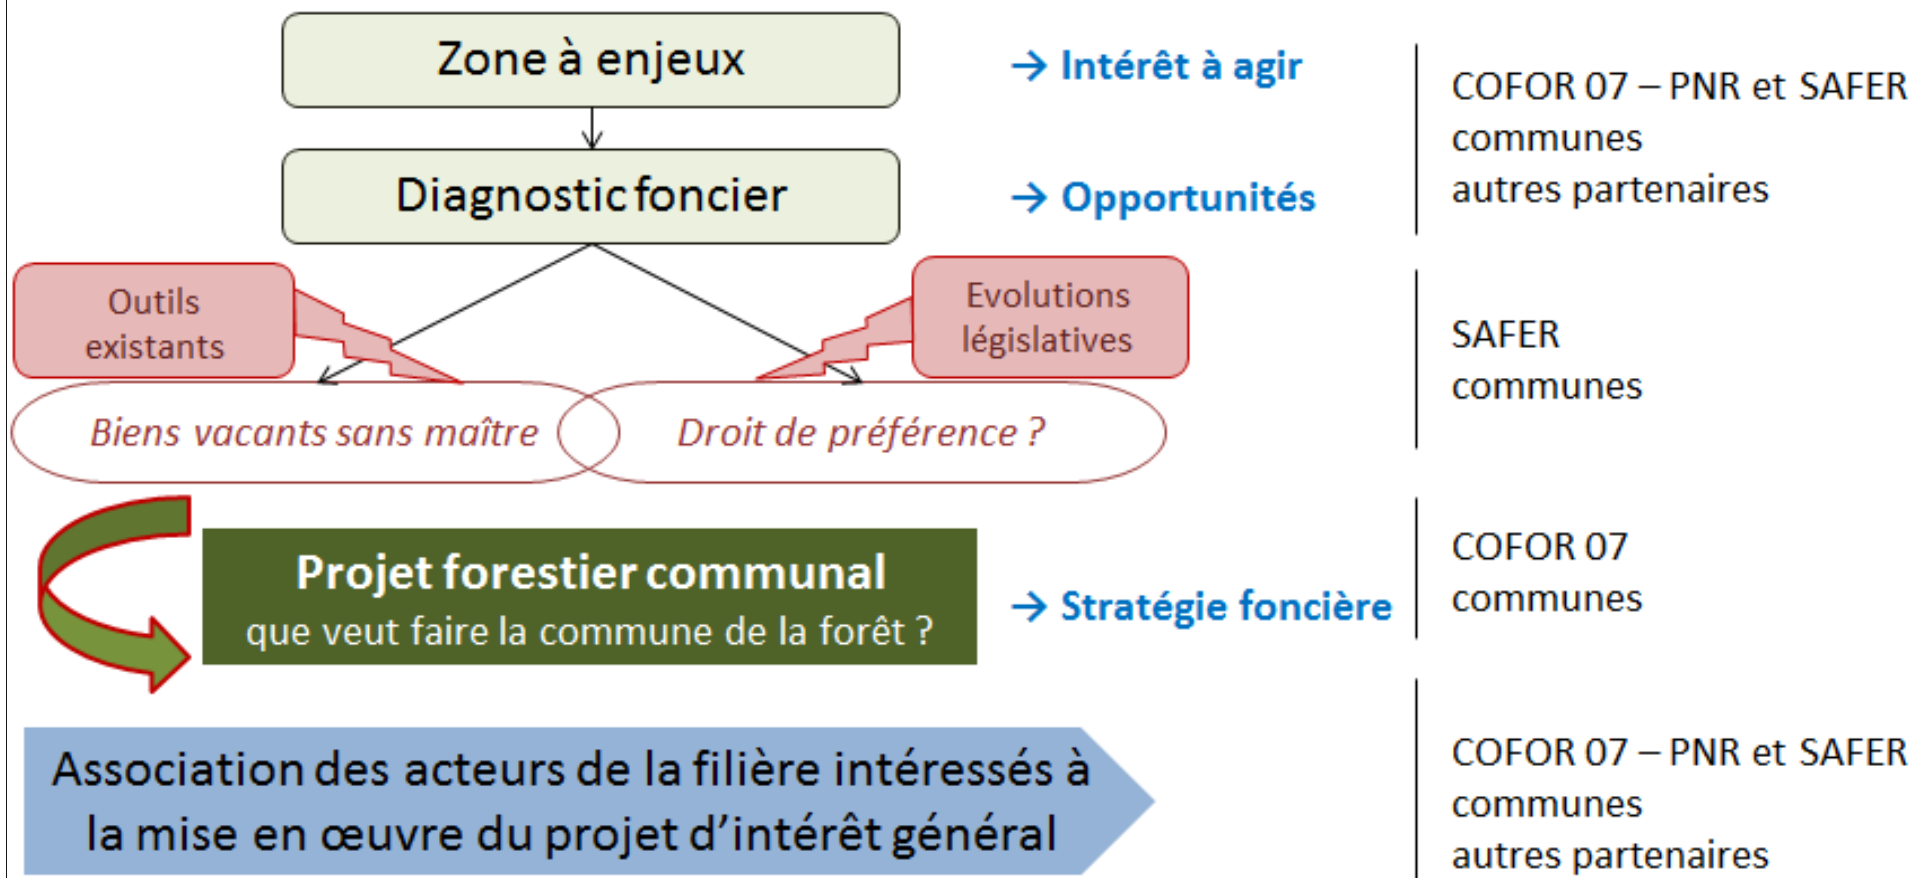 Zone à enjeux
→ Intérêt à agir
COFOR 07 – PNR et SAFER
communes
autres partenaires
Diagnostic foncier
→ Opportunités
Outils
existants
Evolutions
législatives
SAFER
communes
Biens vacants sans maître
Droit de préférence ?
Projet forestier communal
que veut faire la commune de la forêt ?
→ Stratégie foncière
COFOR 07
communes
Association des acteurs de la filière intéressés à
la mise en œuvre du projet d’intérêt général
COFOR 07 – PNR et SAFER
communes
autres partenaires